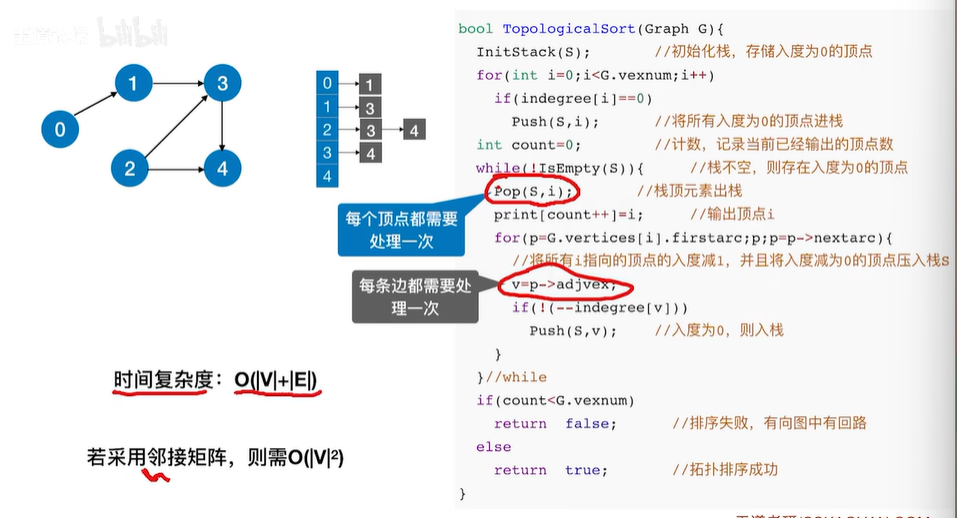 0
1
2
3
4
0 1
1 3
2 3 4
3 4
4
bool TopologicalSort(Graph G){
InitStack(S); //初始化栈，存储入度为0的顶点
for(int i=0;i<G.vexnum;i++)
if(indegree[i]==0)
Push(S,i); //将所有入度为0的顶点进栈
int count=0; //计数，记录当前已经输出的顶点数
while(!IsEmpty(S)){ //栈不空，则存在入度为0的顶点
Pop(S,i); //栈顶元素出栈
print[count++]=i; //输出顶点i
for(p=G.vertices[i].firstarc;p;p=p->nextarc){
//将所有i指向的顶点的入度减1，并且将入度减为0的顶点压入栈S
v=p->adjvex;
if(!(--indegree[v]))
Push(S,v); //入度为0，则入栈
}
}//while
if(count<G.vexnum)
return false; //排序失败，有向图中有回路
else
return true; //拓扑排序成功
}
每个顶点都需要
处理一次
每条边都需要处
理一次
时间复杂度：O(|V|+|E|)
若采用邻接矩阵，则需O(|V|²)